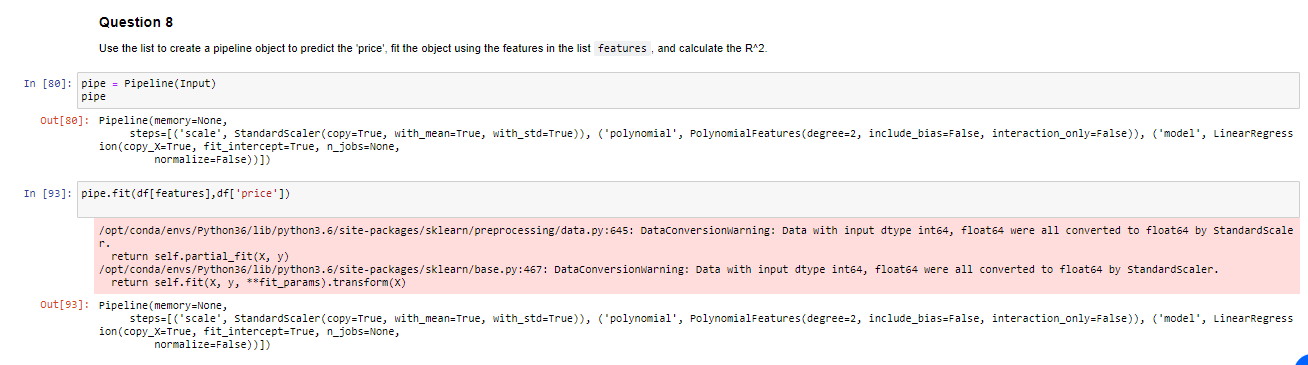 Question 8
Use the list to create a pipeline object to predict the 'price', fit the object using the features in the list features , and calculate the R^2.
In [80]: pipe = Pipeline(Input)
pipe
Out[80]: Pipeline(memory=None,
steps=[('scale', StandardScaler(copy=True, with_mean=True, with_std=True)), ('polynomial', PolynomialFeatures(degree=2, include_bias=False, interaction_only=False)), ('model', LinearRegress
ion(copy_X=True, fit_intercept=True, n_jobs=None,
normalize=False))])
In [93]: pipe.fit(df[features],df['price'])
/opt/conda/envs/Python36/lib/python3.6/site-packages/sklearn/preprocessing/data.py:645: DataConversionWarning: Data with input dtype int64, float64 were all converted to float64 by StandardScale
r.
return self.partial_fit(X, y)
/opt/conda/envs/Python36/lib/python3.6/site-packages/sklearn/base.py:467: DataConversionWarning: Data with input dtype int64, float64 were all converted to float64 by StandardScaler.
return self.fit(X, y, **fit_params).transform(X)
Out[93]: Pipeline(memory=None,
steps=[('scale', StandardScaler(copy=True, with_mean=True, with_std=True)), ('polynomial', PolynomialFeatures(degree=2, include_bias=False, interaction_only=False)), ('model', LinearRegress
ion(copy_X=True, fit_intercept=True, n_jobs=None,
normalize=False))])